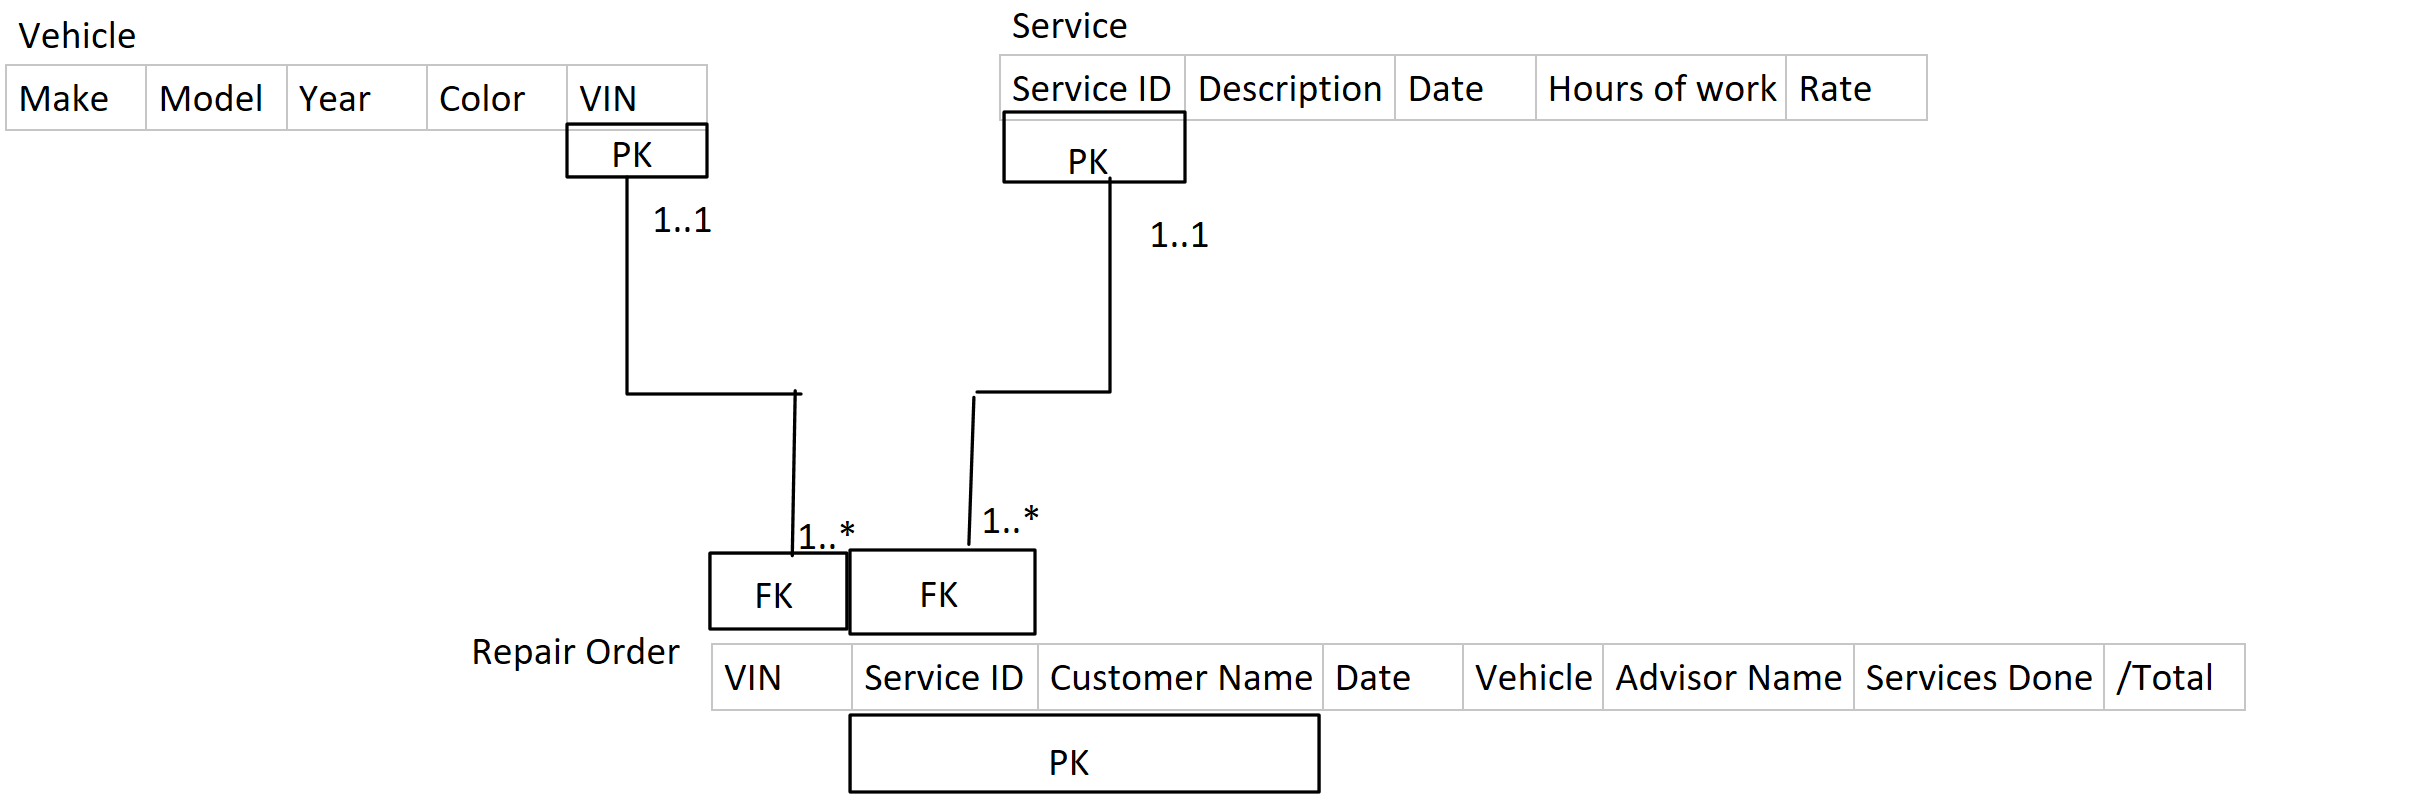 Vehicle
Make Model Year Color VIN
PK
1..1
Service
Service ID Description Date Hours of work Rate
PK
1..1
1..*
1..*
FK
FK
Repair Order
VIN Service ID Customer Name Date Vehicle Advisor Name Services Done /Total
PK